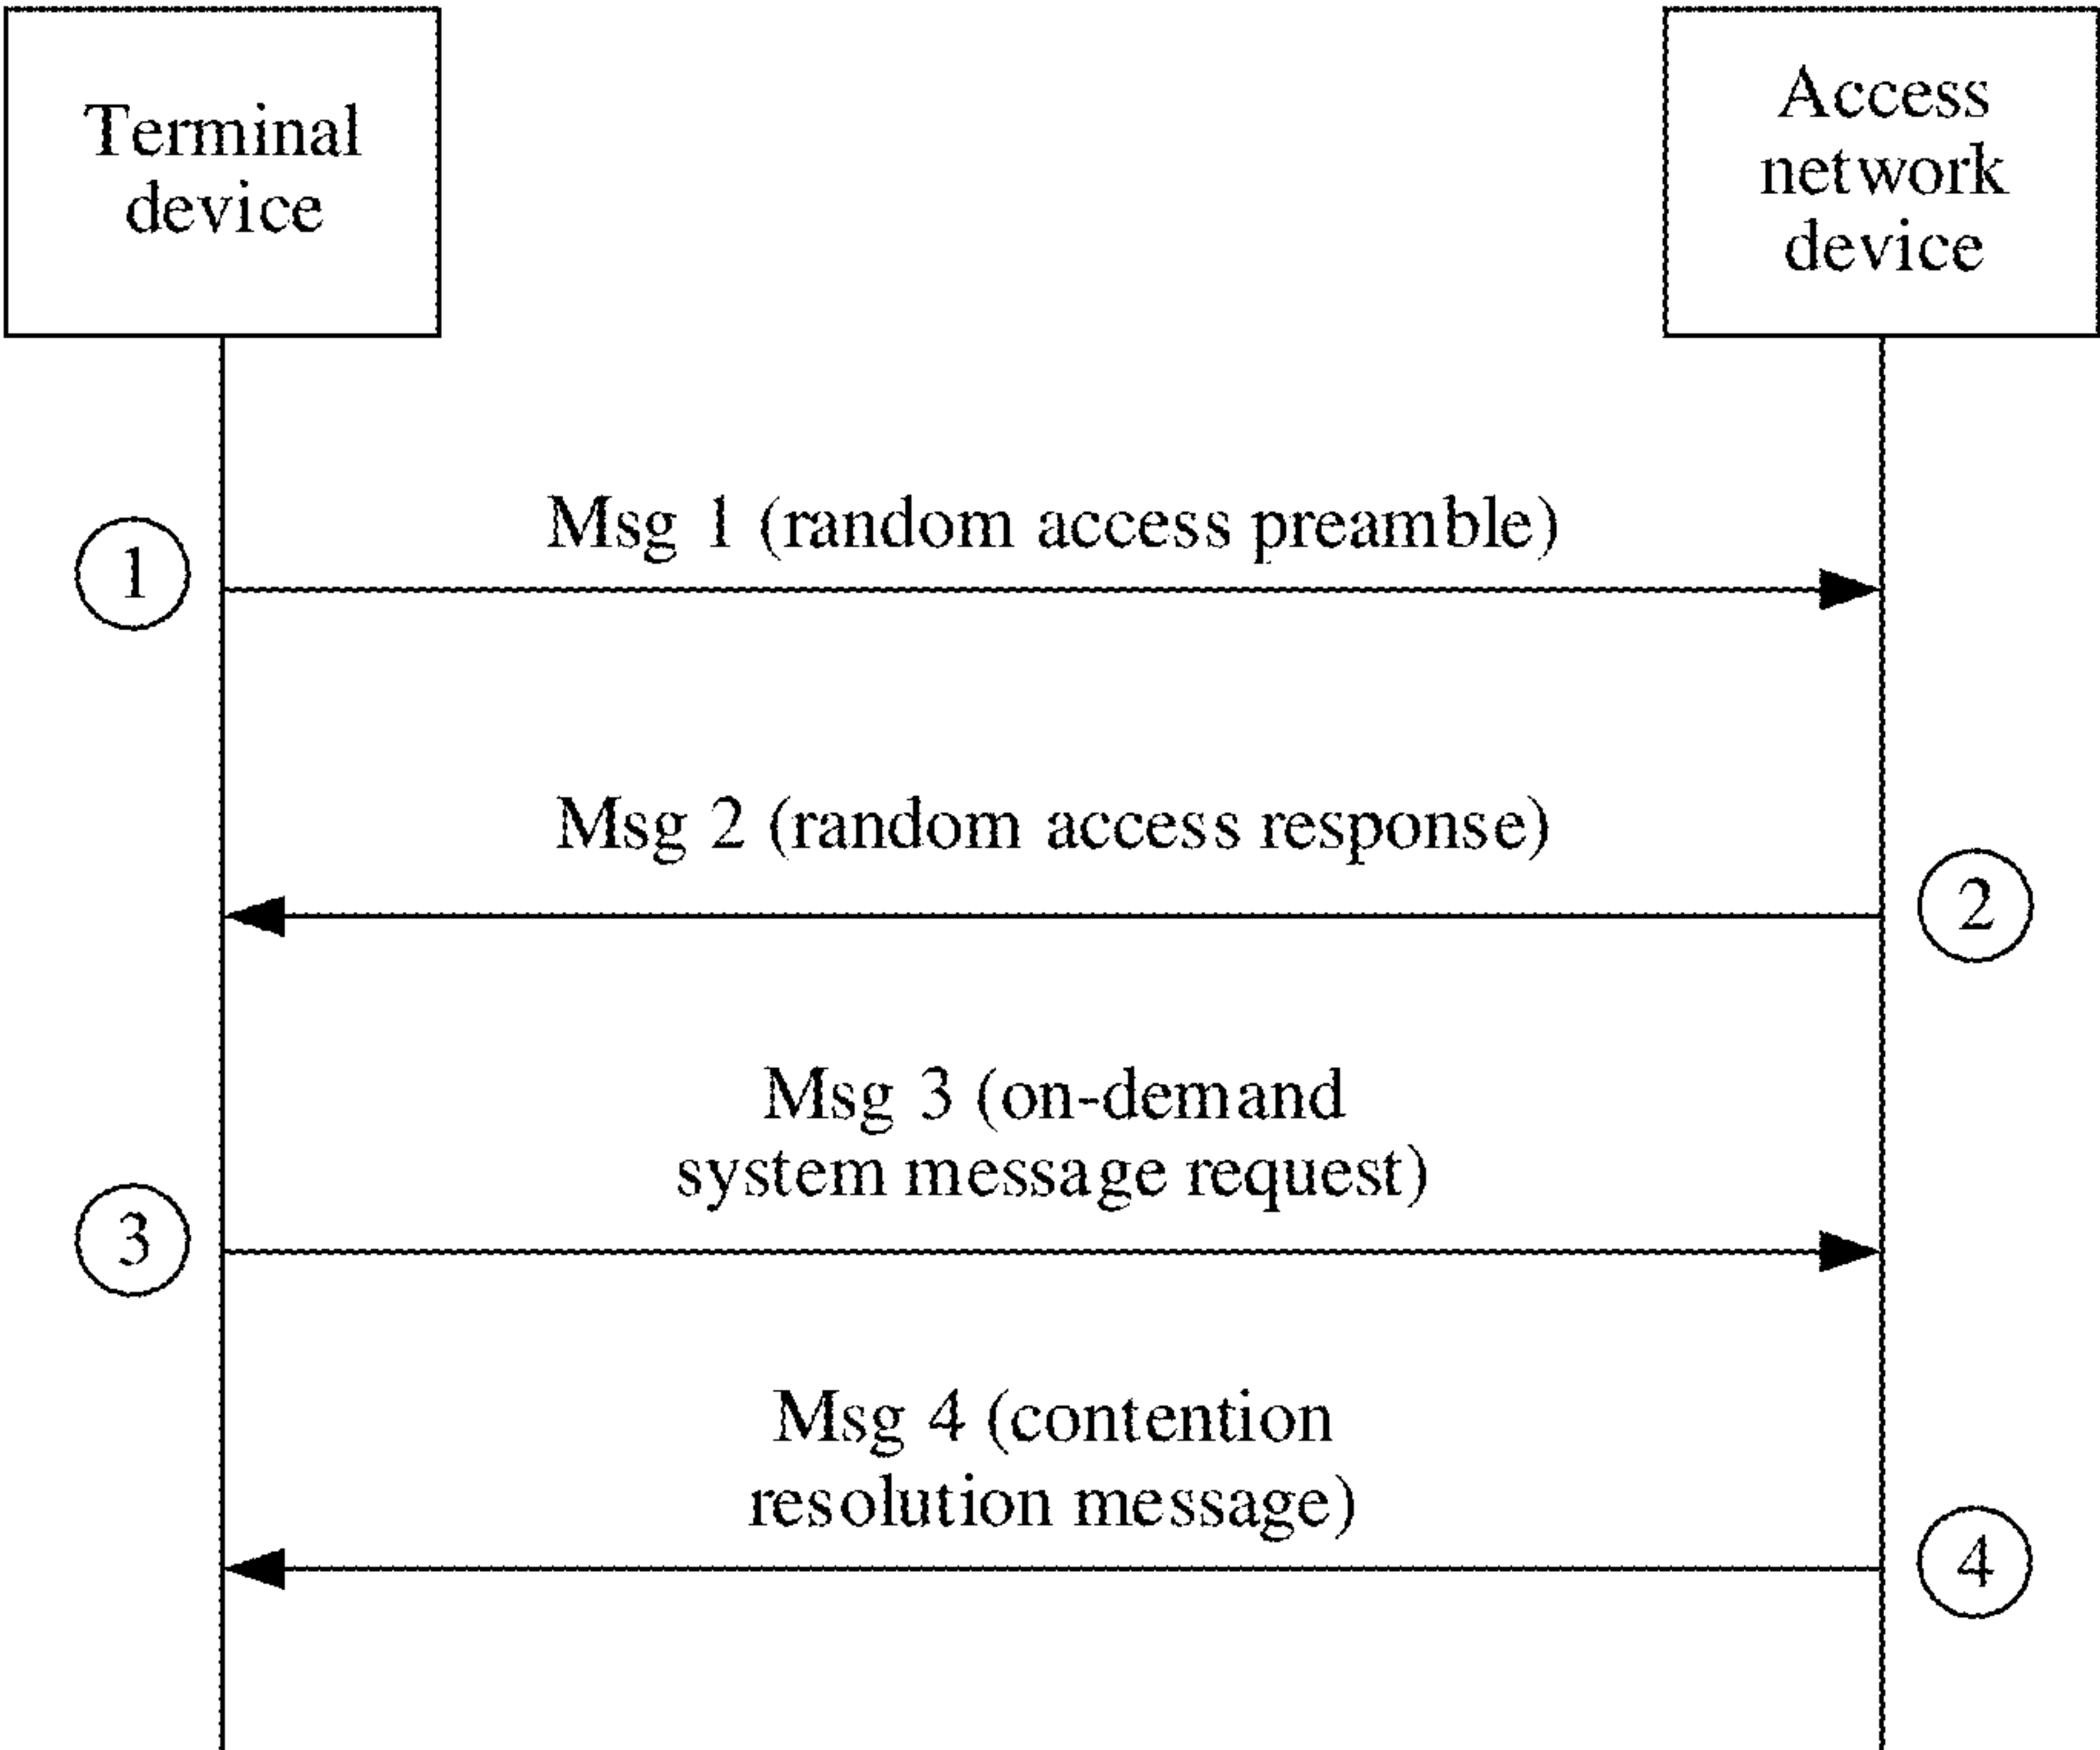 Terminal
device
Access
network
device
1
Msg 1 (random access preamble)
Msg 2 (random access response)
2
Msg 3 (on-demand
system message request)
3
Msg 4 (contention
resolution message)
4